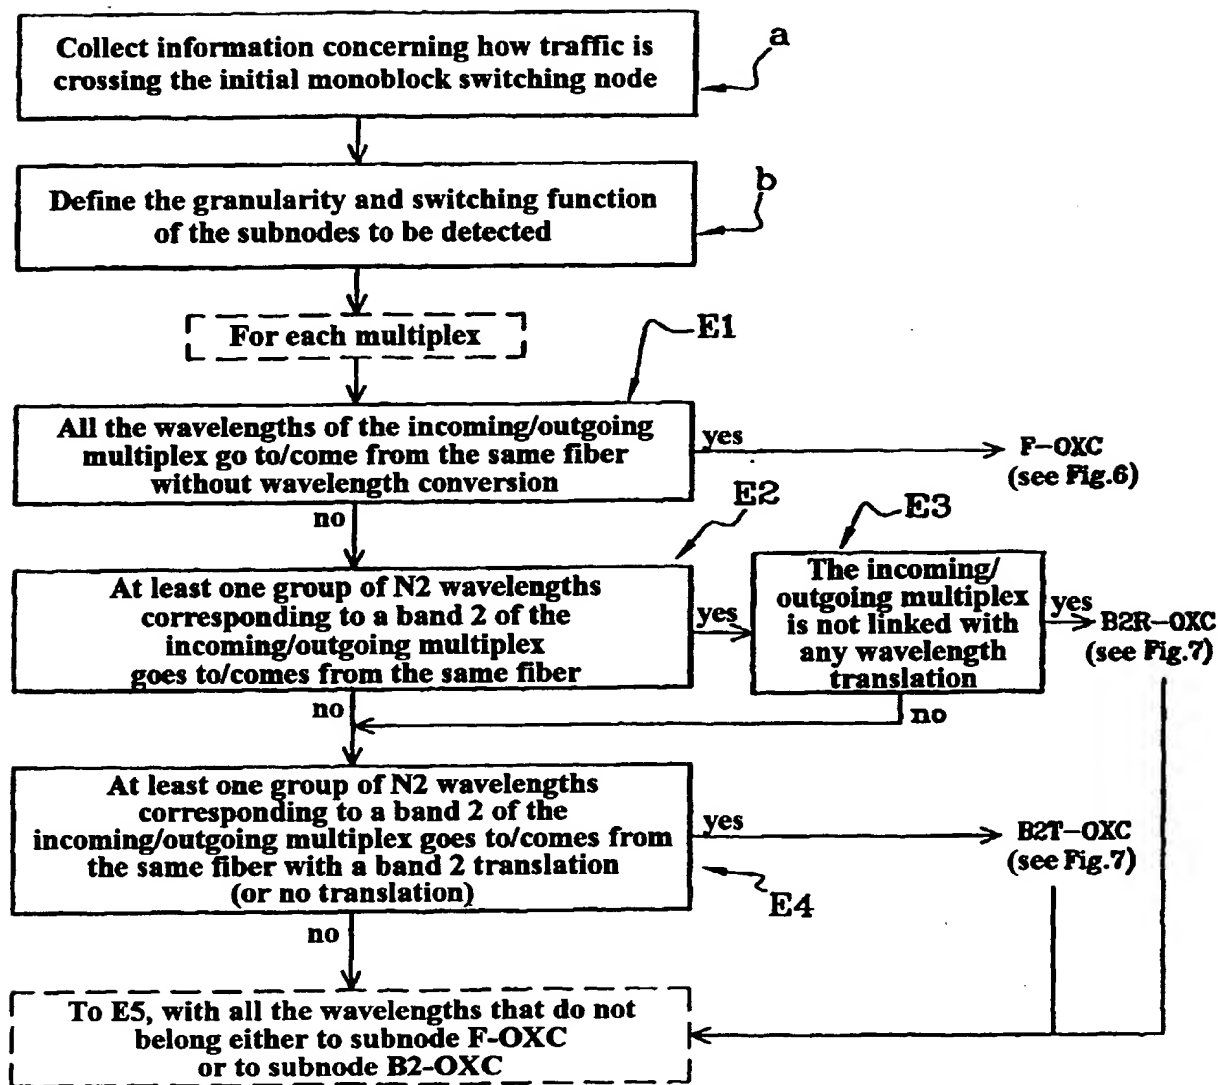 Collect information concerning how traffic is
crossing the initial monoblock switching node
a
Define the granularity and switching function
of the subnodes to be detected
b
For each multiplex
E1
All the wavelengths of the incoming/outgoing
multiplex go to/come from the same fiber
without wavelength conversion
yes
F-OXC
(see Fig.6)
no
E2
E3
At least one group of N2 wavelengths
corresponding to a band 2 of the
incoming/outgoing multiplex
goes to/comes from the same fiber
yes
The incoming/
outgoing multiplex
is not linked with
any wavelength
translation
yes
B2R-OXC
(see Fig.7)
no
no
At least one group of N2 wavelengths
corresponding to a band 2 of the
incoming/outgoing multiplex goes to/comes from
the same fiber with a band 2 translation
(or no translation)
yes
B2T-OXC
(see Fig.7)
E4
no
To E5, with all the wavelengths that do not
belong either to subnode F-OXC
or to subnode B2-OXC